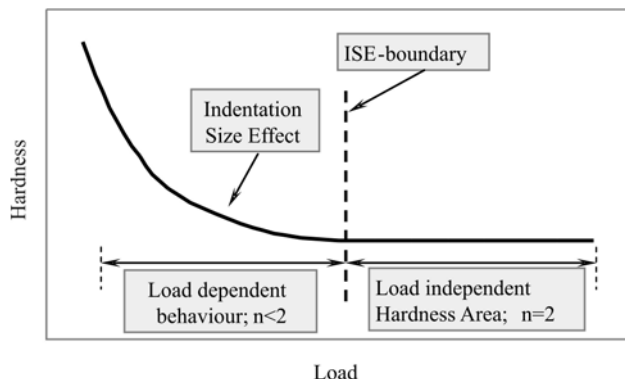 ISE-boundary
Indentation
Size Effect
Hardness
Load dependent
behaviour; n<2
Load independent
Hardness Area; n=2
Load